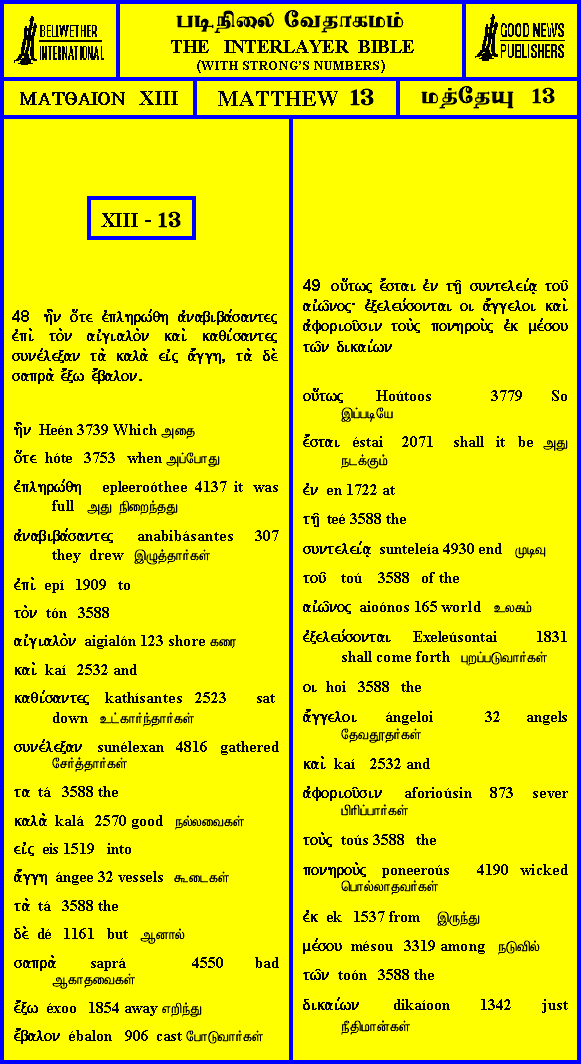 BELLWETHER
INTERNATIONAL
படிநிலை வேதாகமம்
THE INTERLAYER BIBLE
(WITH STRONG'S NUMBERS)
GOOD NEWS
PUBLISHERS
ΜΑΤΘΑΙΟΝ XIII
MATTHEW 13
மத்தேயு 13
XIII - 13
48 ἣν ὅτε ἐπληρώθη ἀναβιβάσαντες
ἐπὶ τὸν αἰγιαλὸν καὶ καθίσαντες
συνέλεξαν τὰ καλὰ εἰς ἄγγη, τὰ δὲ
σαπρὰ ἔξω ἔβαλον.
ἣν Heén 3739 Which அதை
ὅτε hóte 3753 when அப்போது
ἐπληρώθη epleeroóthee 4137 it was
full அது நிறைந்தது
ἀναβιβάσαντες anabibásantes 307
they drew இழுத்தார்கள்
ἐπὶ epí 1909 to
τὸν tón 3588
αἰγιαλὸν aigialón 123 shore கரை
καὶ kaí 2532 and
καθίσαντες kathísantes 2523 sat
down உட்கார்ந்தார்கள்
συνέλεξαν sunélexan 4816 gathered
சேர்த்தார்கள்
τα tá 3588 the
καλὰ kalá 2570 good நல்லவைகள்
εἰς eis 1519 into
ἄγγη ángee 32 vessels கூடைகள்
τὰ tá 3588 the
δὲ dé 1161 but ஆனால்
σαπρὰ saprá 4550 bad
ஆகாதவைகள்
ἔξω éxoo 1854 away எறிந்து
ἔβαλον ébalon 906 cast போடுவார்கள்
49 οὕτως ἔσται ἐν τῇ συντελείᾳ τοῦ
αἰῶνος· ἐξελεύσονται οι ἄγγελοι καὶ
ἀφοριοῦσιν τοὺς πονηροὺς ἐκ μέσου
τῶν δικαίων
οὕτως Hoútoos 3779 So
இப்படியே
ἔσται éstai 2071 shall it be அது
நடக்கும்
ἐν en 1722 at
τῇ teé 3588 the
συντελείᾳ sunteleía 4930 end முடிவு
τοῦ toú 3588 of the
αἰῶνος aioónos 165 world உலகம்
ἐξελεύσονται Exeleúsontai 1831
shall come forth புறப்படுவார்கள்
οι hoi 3588 the
ἄγγελοι ángeloi 32 angels
தேவதூதர்கள்
καὶ kaí 2532 and
ἀφοριοῦσιν aforioúsin 873 sever
பிரிப்பார்கள்
τοὺς toús 3588 the
πονηροὺς poneeroús 4190 wicked
பொல்லாதவர்கள்
ἐκ ek 1537 from இருந்து
μέσου mésou 3319 among நடுவில்
τῶν toón 3588 the
δικαίων dikaíoon 1342 just
நீதிமான்கள்